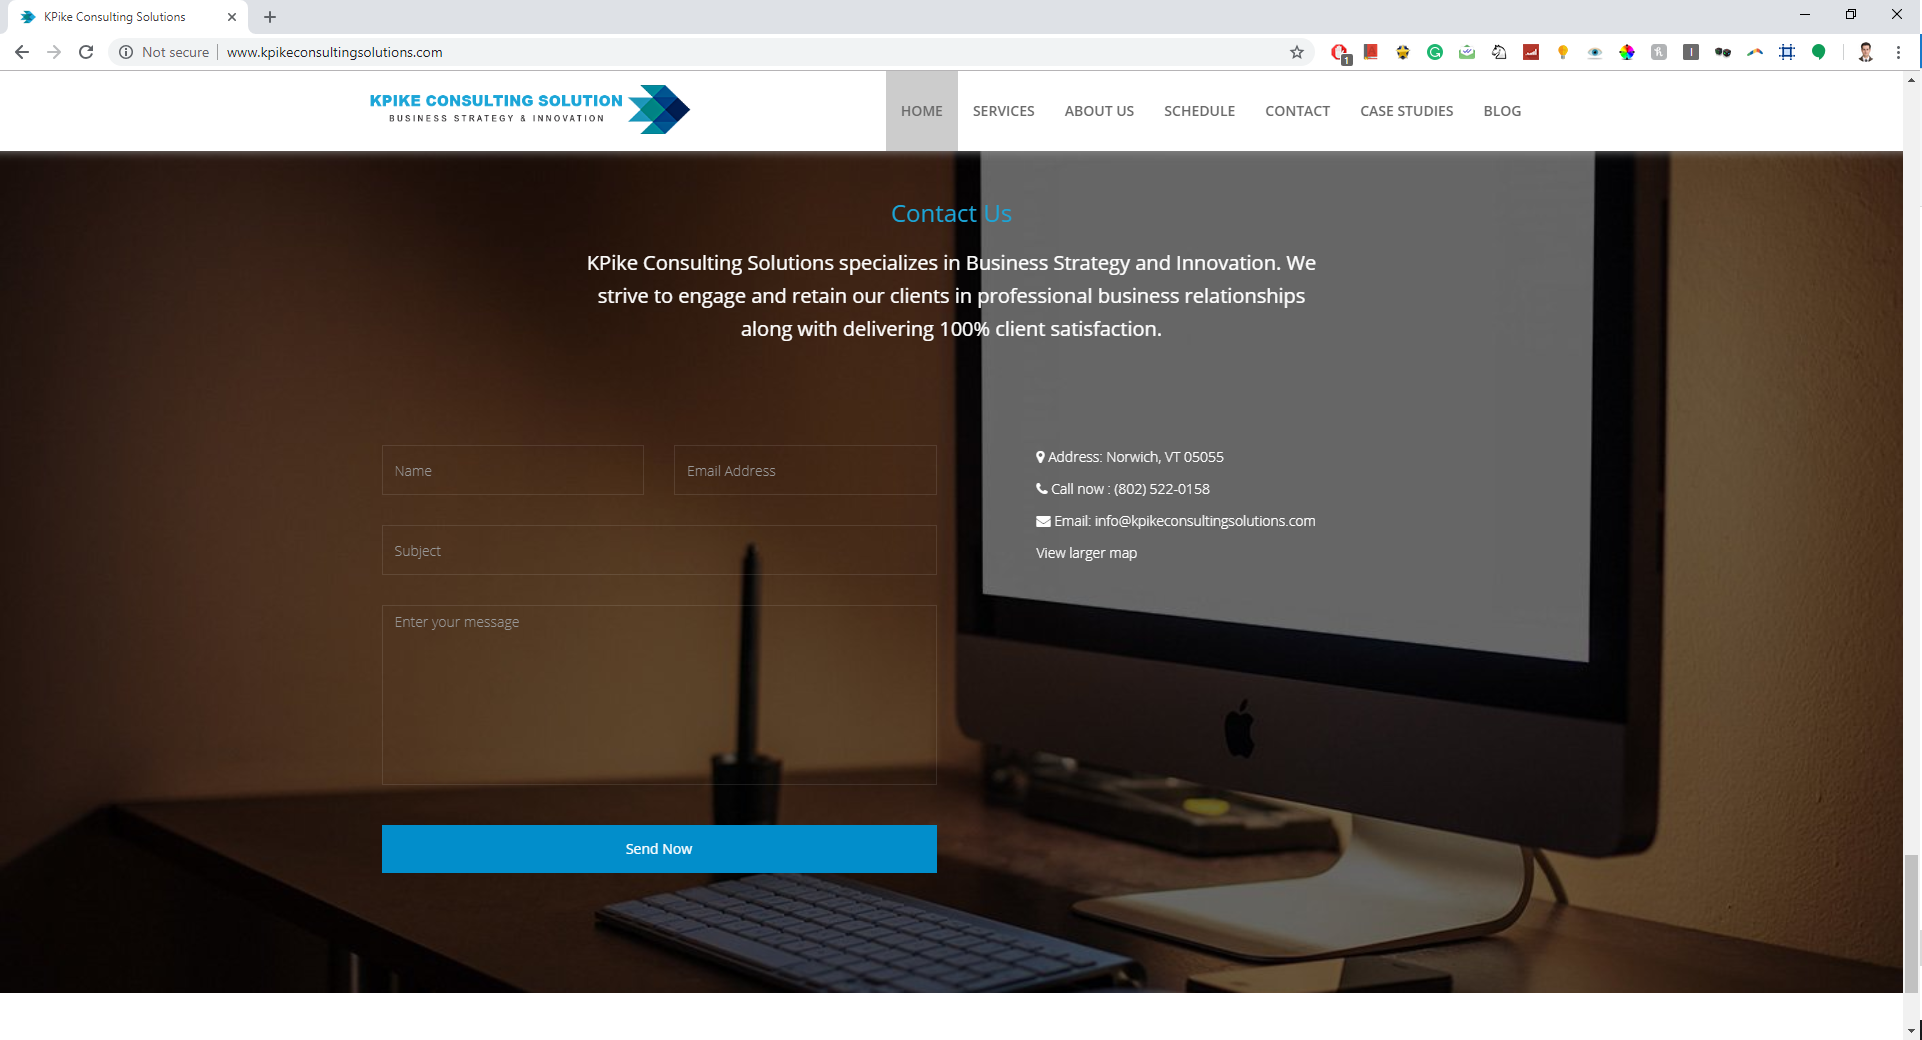 KPike Consulting Solutions
Not secure
www.kpikeconsultingsolutions.com
1
KPIKE CONSULTING SOLUTION
BUSINESS STRATEGY & INNOVATION
HOME
SERVICES
ABOUT US
SCHEDULE
CONTACT
CASE STUDIES
BLOG
Contact Us
KPike Consulting Solutions specializes in Business Strategy and Innovation. We
strive to engage and retain our clients in professional business relationships
along with delivering 100% client satisfaction.
Name
Email Address
Subject
Enter your message
Send Now
Address: Norwich, VT 05055
Call now : (802) 522-0158
Email: info@kpikeconsultingsolutions.com
View larger map